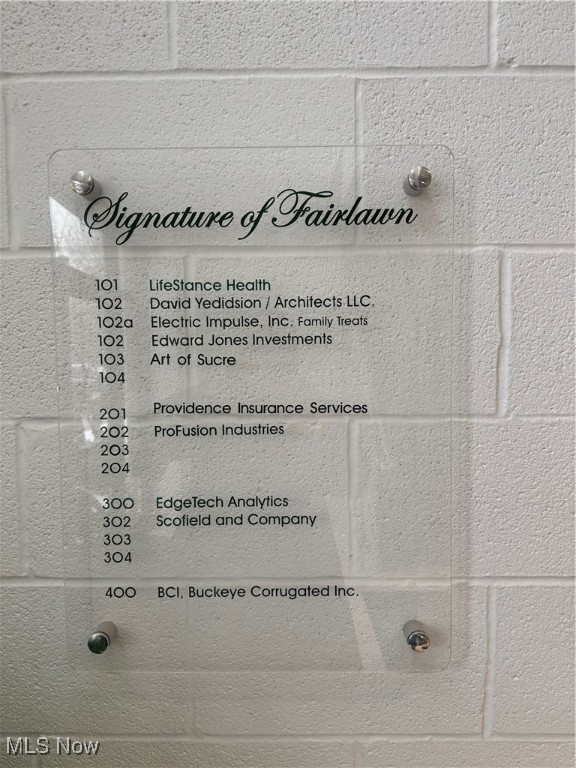 Signature of Fairlawn
101 LifeStance Health
102 David Yedidsion / Architects LLC.
102a Electric Impulse, Inc. Family Treats
102 Edward Jones Investments
103 Art of Sucre
104
201 Providence Insurance Services
202 ProFusion Industries
203
204
300 EdgeTech Analytics
302 Scofield and Company
303
304
400 BCI, Buckeye Corrugated Inc.
MLS Now